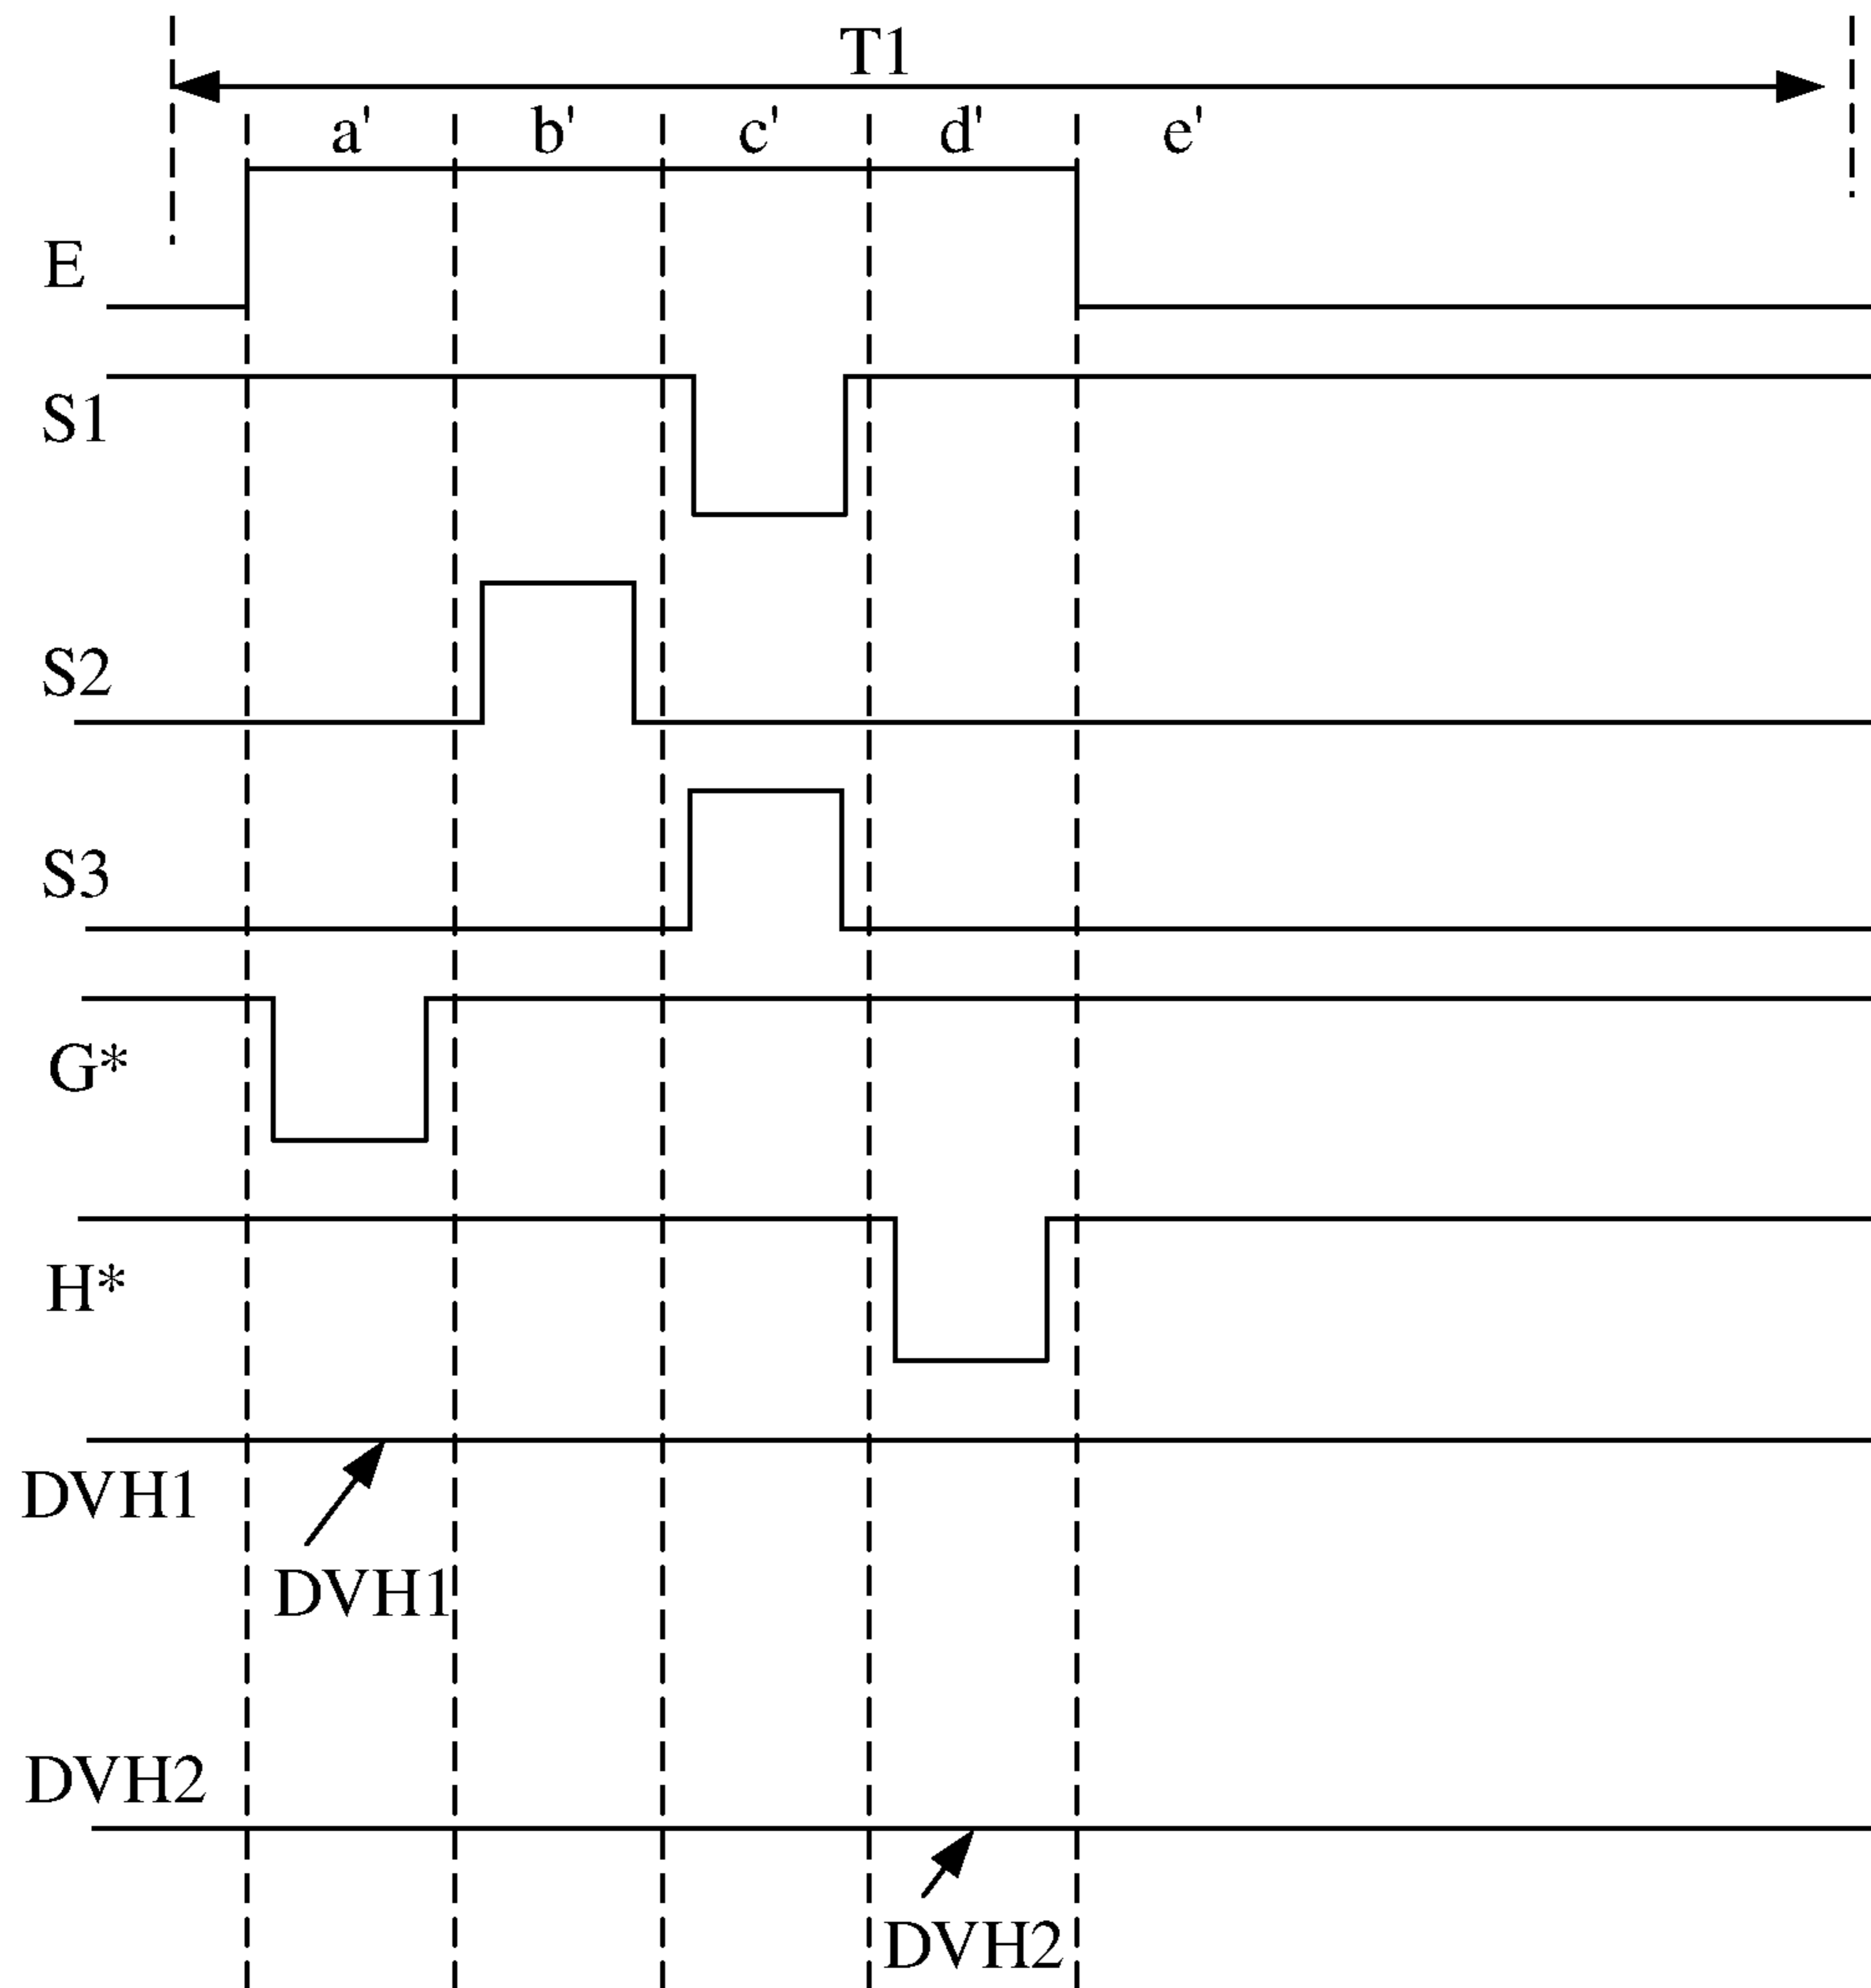 T1
a' b' c' d' e'
E
S1
S2
S3
G*
H*
DVH1
DVH1
DVH2
DVH2